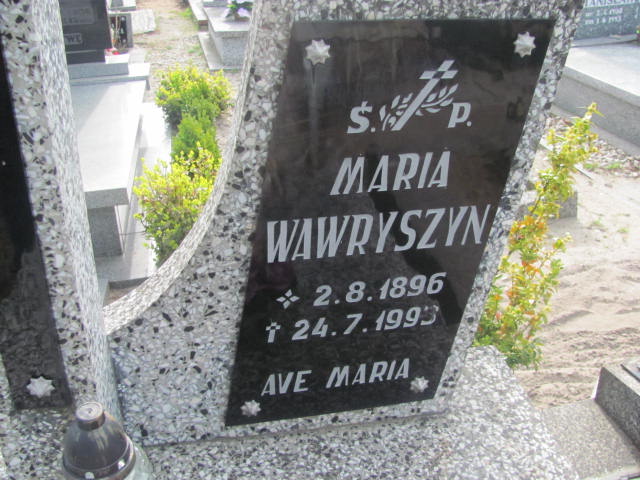 Ś. P.
MARIA
WAWRYSZYN
2.8.1896
† 24.7.1993
AVE MARIA